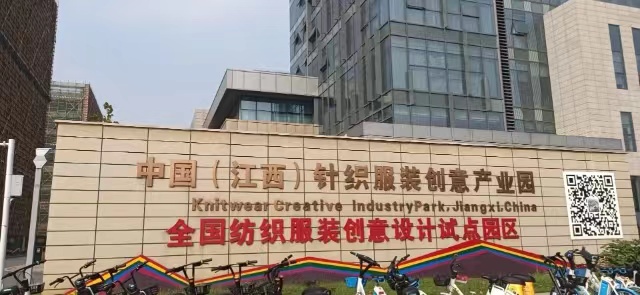 中国（江西）针织服装创意产业园
Knitwear Creative IndustryPark,Jiangxi,China
全国纺织服装创意设计试点园区